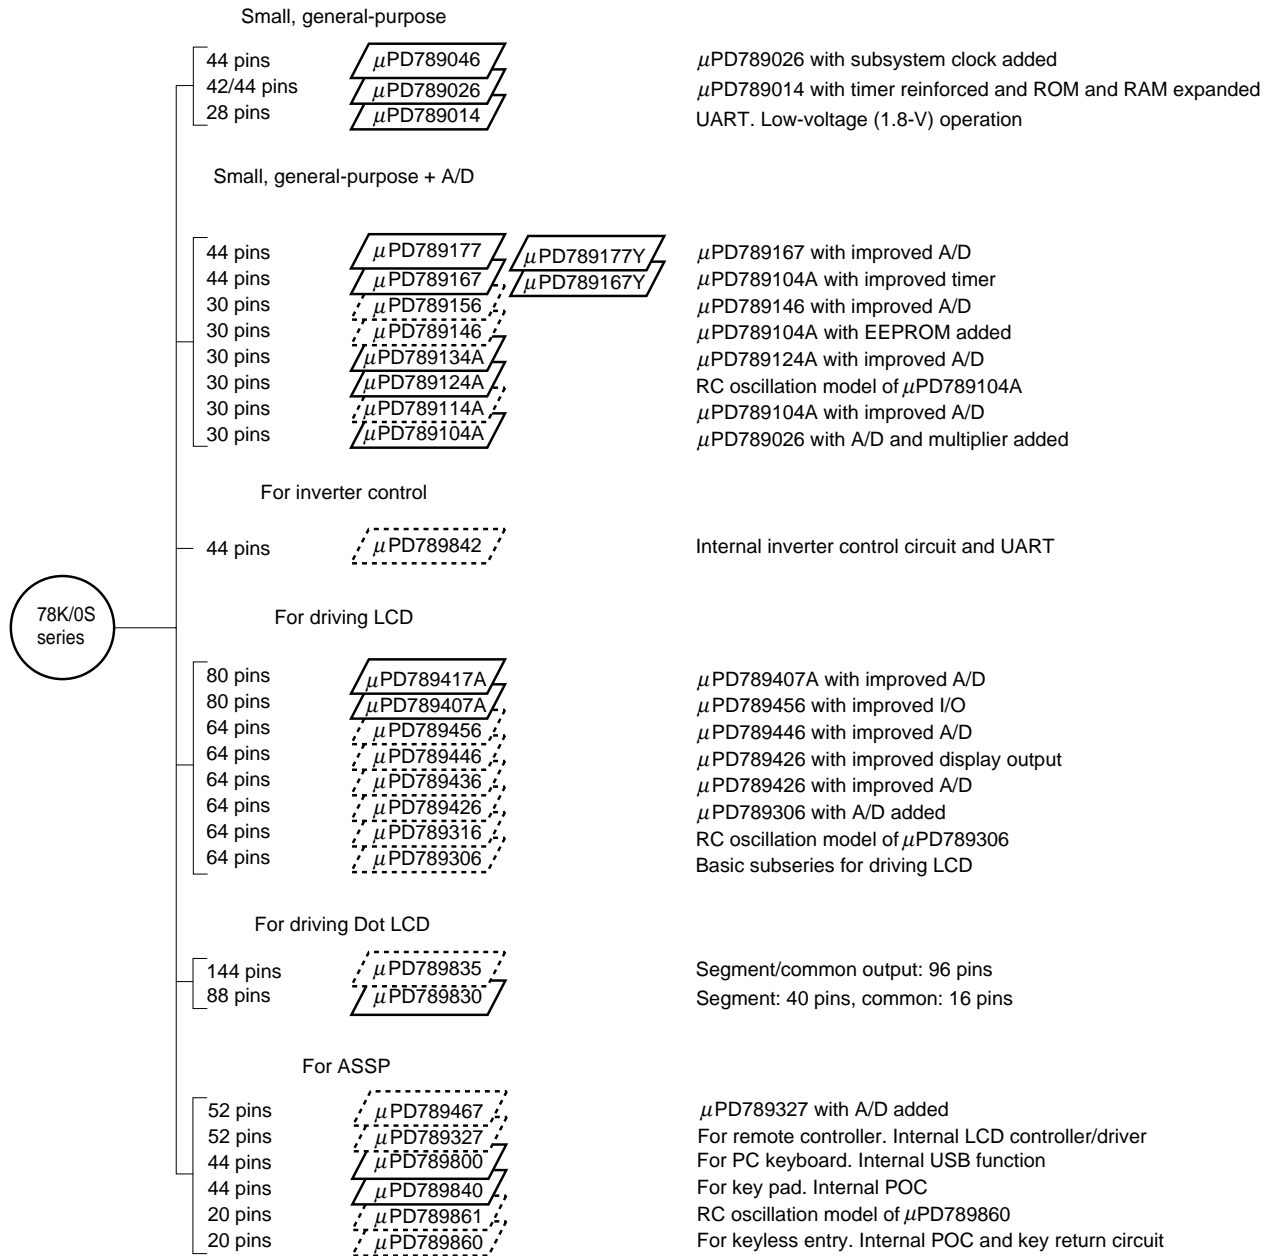 Small, general-purpose
44 pins μPD789046 μPD789026 with subsystem clock added
42/44 pins μPD789026 μPD789014 with timer reinforced and ROM and RAM expanded
28 pins μPD789014 UART. Low-voltage (1.8-V) operation
Small, general-purpose + A/D
44 pins μPD789177 μPD789177Y μPD789167 with improved A/D
44 pins μPD789167 μPD789167Y μPD789104A with improved timer
30 pins μPD789156 μPD789146 with improved A/D
30 pins μPD789146 μPD789104A with EEPROM added
30 pins μPD789134A μPD789124A with improved A/D
30 pins μPD789124A RC oscillation model of μPD789104A
30 pins μPD789114A μPD789104A with improved A/D
30 pins μPD789104A μPD789026 with A/D and multiplier added
For inverter control
44 pins μPD789842 Internal inverter control circuit and UART
78K/0S
series
For driving LCD
80 pins μPD789417A μPD789407A with improved A/D
80 pins μPD789407A μPD789456 with improved I/O
64 pins μPD789456 μPD789446 with improved A/D
64 pins μPD789446 μPD789426 with improved display output
64 pins μPD789436 μPD789426 with improved A/D
64 pins μPD789426 μPD789306 with A/D added
64 pins μPD789316 RC oscillation model of μPD789306
64 pins μPD789306 Basic subseries for driving LCD
For driving Dot LCD
144 pins μPD789835 Segment/common output: 96 pins
88 pins μPD789830 Segment: 40 pins, common: 16 pins
For ASSP
52 pins μPD789467 μPD789327 with A/D added
52 pins μPD789327 For remote controller. Internal LCD controller/driver
44 pins μPD789800 For PC keyboard. Internal USB function
44 pins μPD789840 For key pad. Internal POC
20 pins μPD789861 RC oscillation model of μPD789860
20 pins μPD789860 For keyless entry. Internal POC and key return circuit